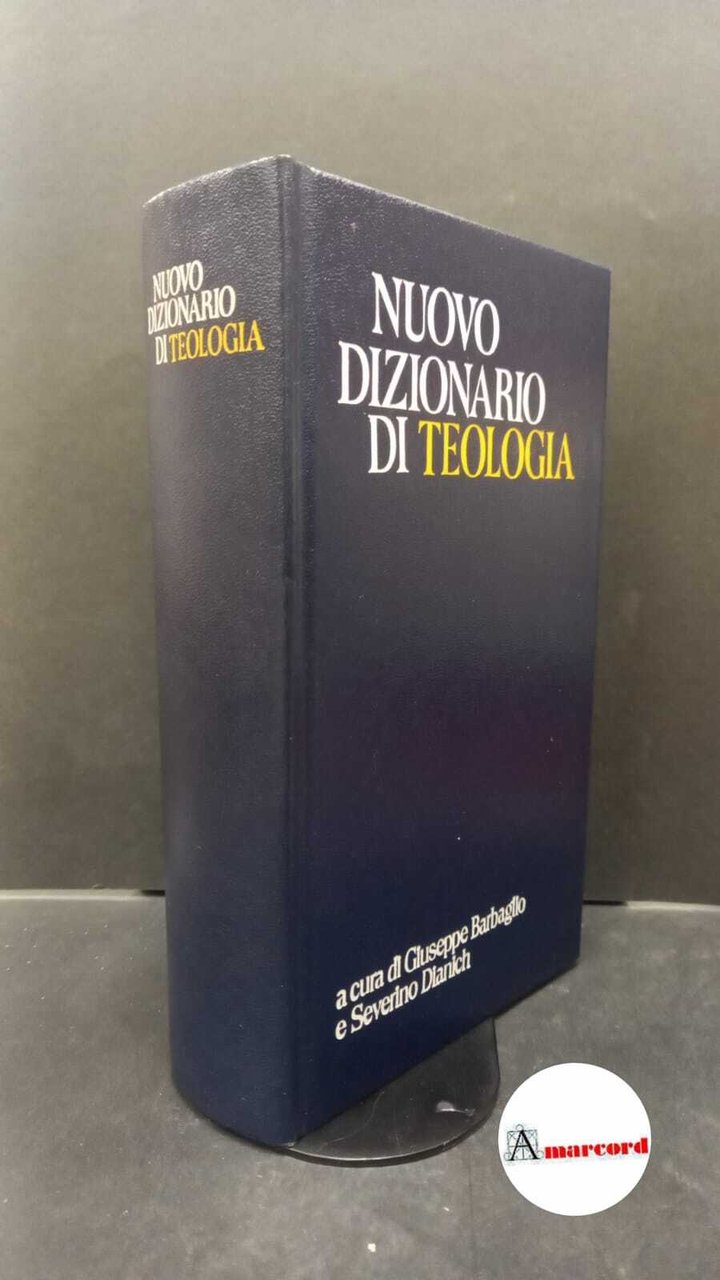 NUOVO
DIZIONARIO
DI TEOLOGIA
NUOVO
DIZIONARIO
DI TEOLOGIA
a cura di Giuseppe Barbaglio
e Severino Dianich
Amarcord